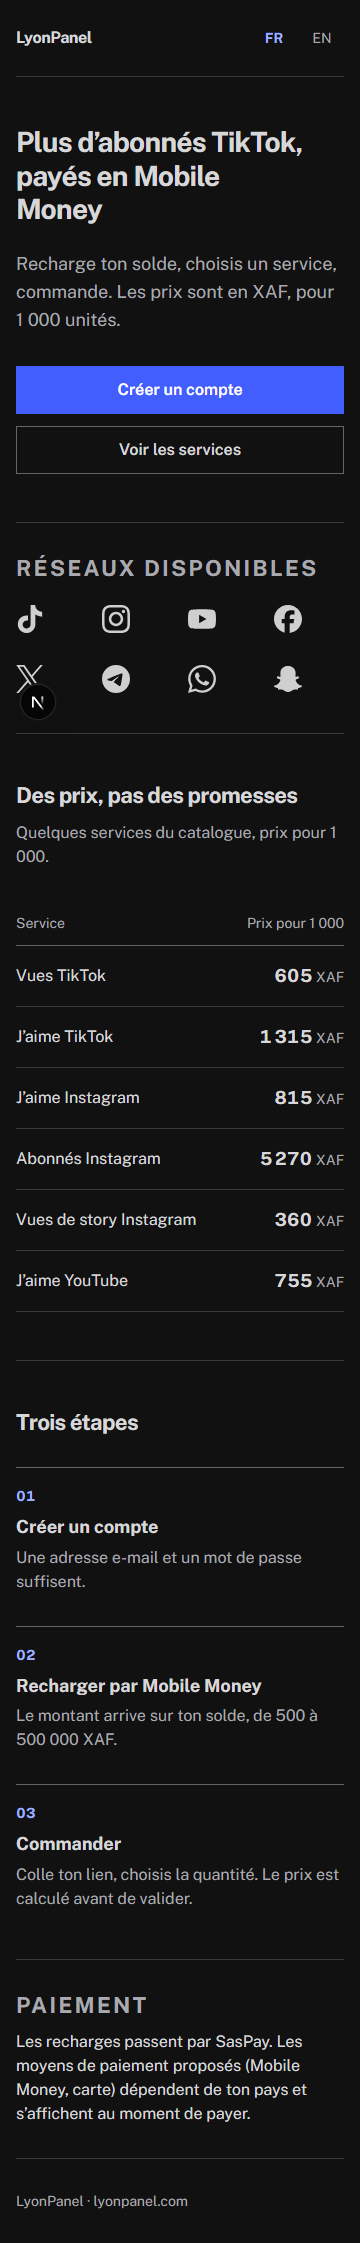 LyonPanel FR EN
Plus d’abonnés TikTok,
payés en Mobile
Money
Recharge ton solde, choisis un service,
commande. Les prix sont en XAF, pour
1 000 unités.
Créer un compte
Voir les services
RÉSEAUX DISPONIBLES
N
Des prix, pas des promesses
Quelques services du catalogue, prix pour 1
000.
Service Prix pour 1 000
Vues TikTok 605 XAF
J’aime TikTok 1 315 XAF
J’aime Instagram 815 XAF
Abonnés Instagram 5 270 XAF
Vues de story Instagram 360 XAF
J’aime YouTube 755 XAF
Trois étapes
01
Créer un compte
Une adresse e-mail et un mot de passe
suffisent.
02
Recharger par Mobile Money
Le montant arrive sur ton solde, de 500 à
500 000 XAF.
03
Commander
Colle ton lien, choisis la quantité. Le prix est
calculé avant de valider.
PAIEMENT
Les recharges passent par SasPay. Les
moyens de paiement proposés (Mobile
Money, carte) dépendent de ton pays et
s’affichent au moment de payer.
LyonPanel · lyonpanel.com